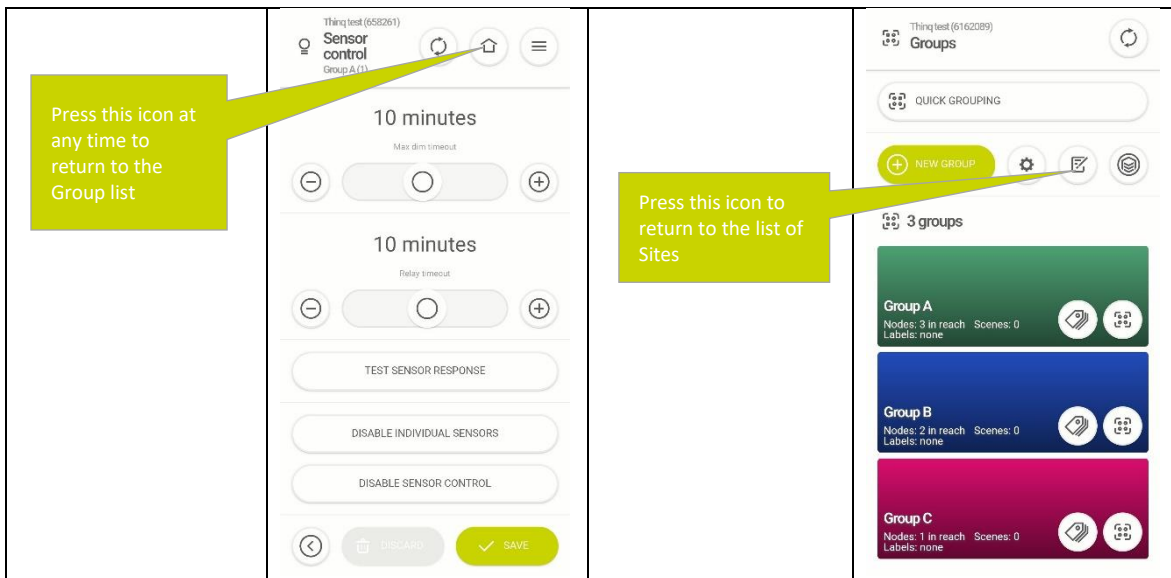 Press this icon at
any time to
return to the
Group list
Thinq test (658261)
Sensor
control
Group A (1)
10 minutes
Max dim timeout
10 minutes
Relay timeout
TEST SENSOR RESPONSE
DISABLE INDIVIDUAL SENSORS
DISABLE SENSOR CONTROL
DISCARD
SAVE
Press this icon to
return to the list of
Sites
Thinq test (6162089)
Groups
QUICK GROUPING
NEW GROUP
3 groups
Group A
Nodes: 3 in reach Scenes: 0
Labels: none
Group B
Nodes: 2 in reach Scenes: 0
Labels: none
Group C
Nodes: 1 in reach Scenes: 0
Labels: none